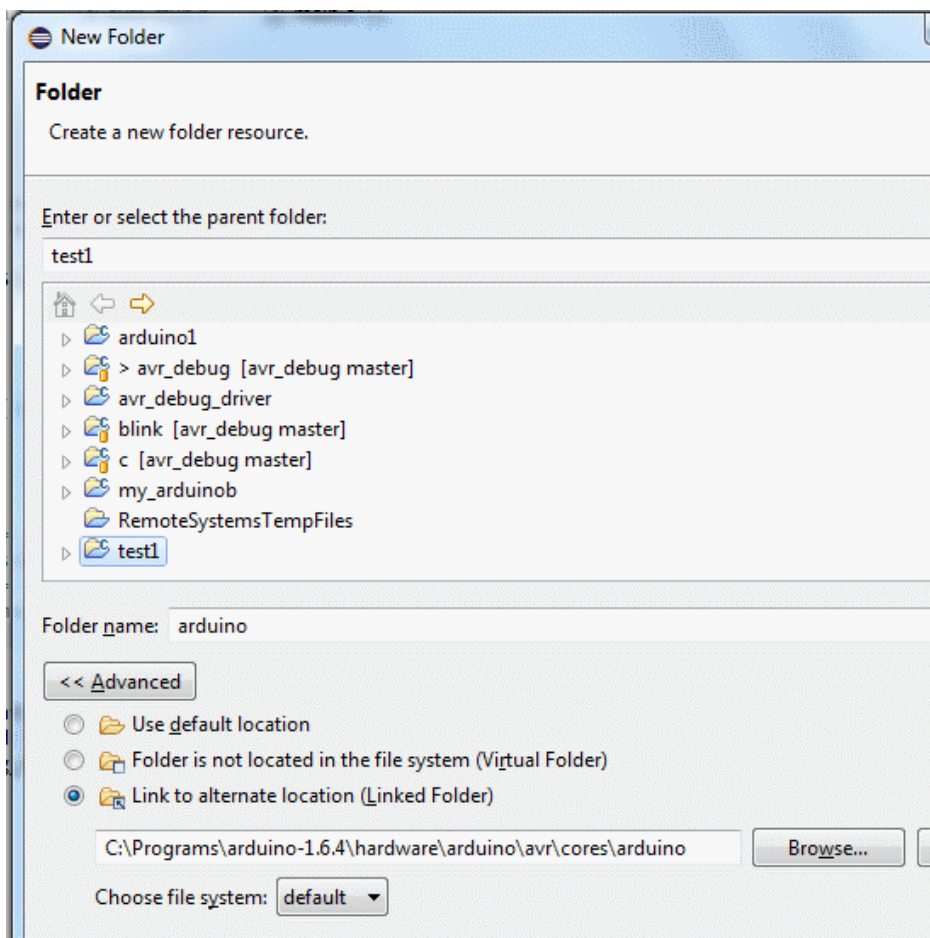 New Folder
Folder
Create a new folder resource.
Enter or select the parent folder:
test1
arduino1
> avr_debug [avr_debug master]
avr_debug_driver
blink [avr_debug master]
c [avr_debug master]
my_arduinob
RemoteSystemsTempFiles
test1
Folder name: arduino
<< Advanced
Use default location
Folder is not located in the file system (Virtual Folder)
Link to alternate location (Linked Folder)
C:\Programs\arduino-1.6.4\hardware\arduino\avr\cores\arduino Browse...
Choose file system: default